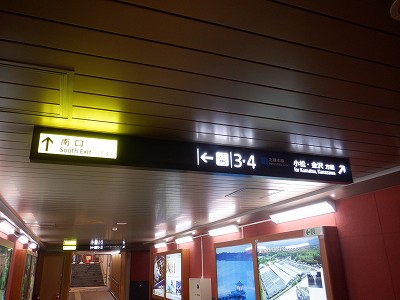 ↑ 南口
South Exit
← 3・4
小松・金沢 方面 ↗
for Komatsu, Kanazawa